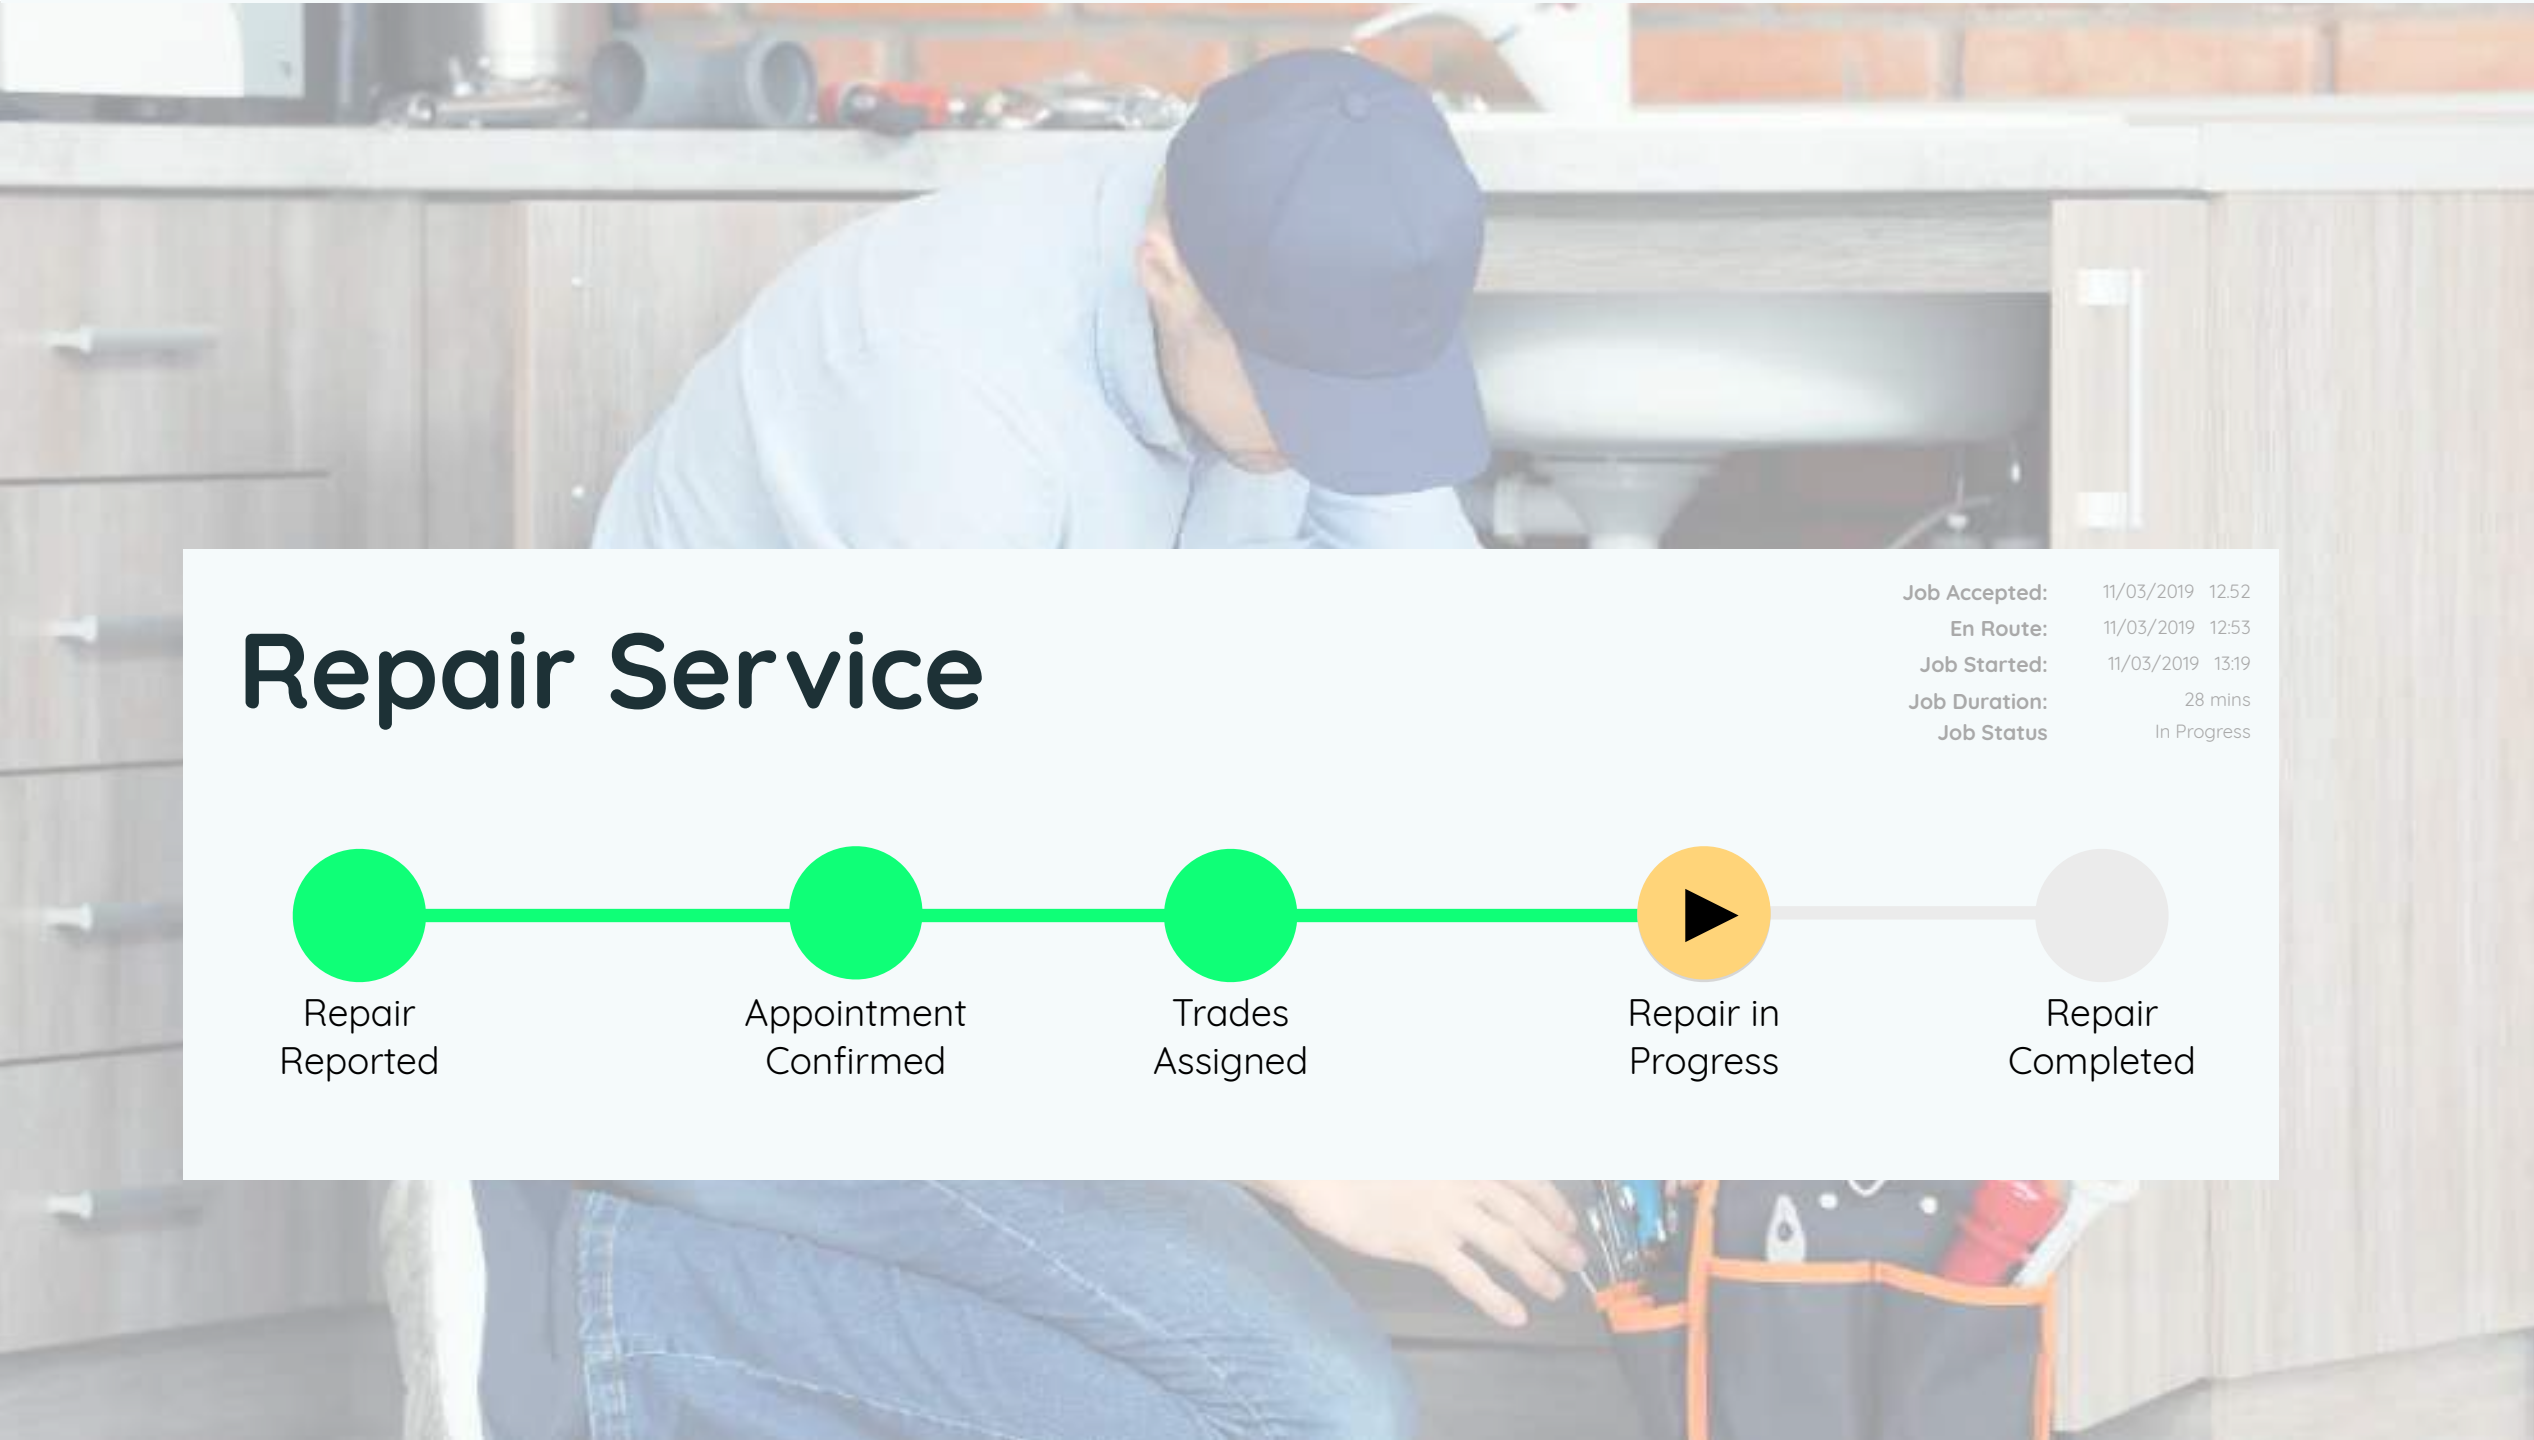 Repair Service
Job Accepted: 11/03/2019 12.52
En Route: 11/03/2019 12:53
Job Started: 11/03/2019 13:19
Job Duration: 28 mins
Job Status In Progress
Repair
Reported
Appointment
Confirmed
Trades
Assigned
Repair in
Progress
Repair
Completed